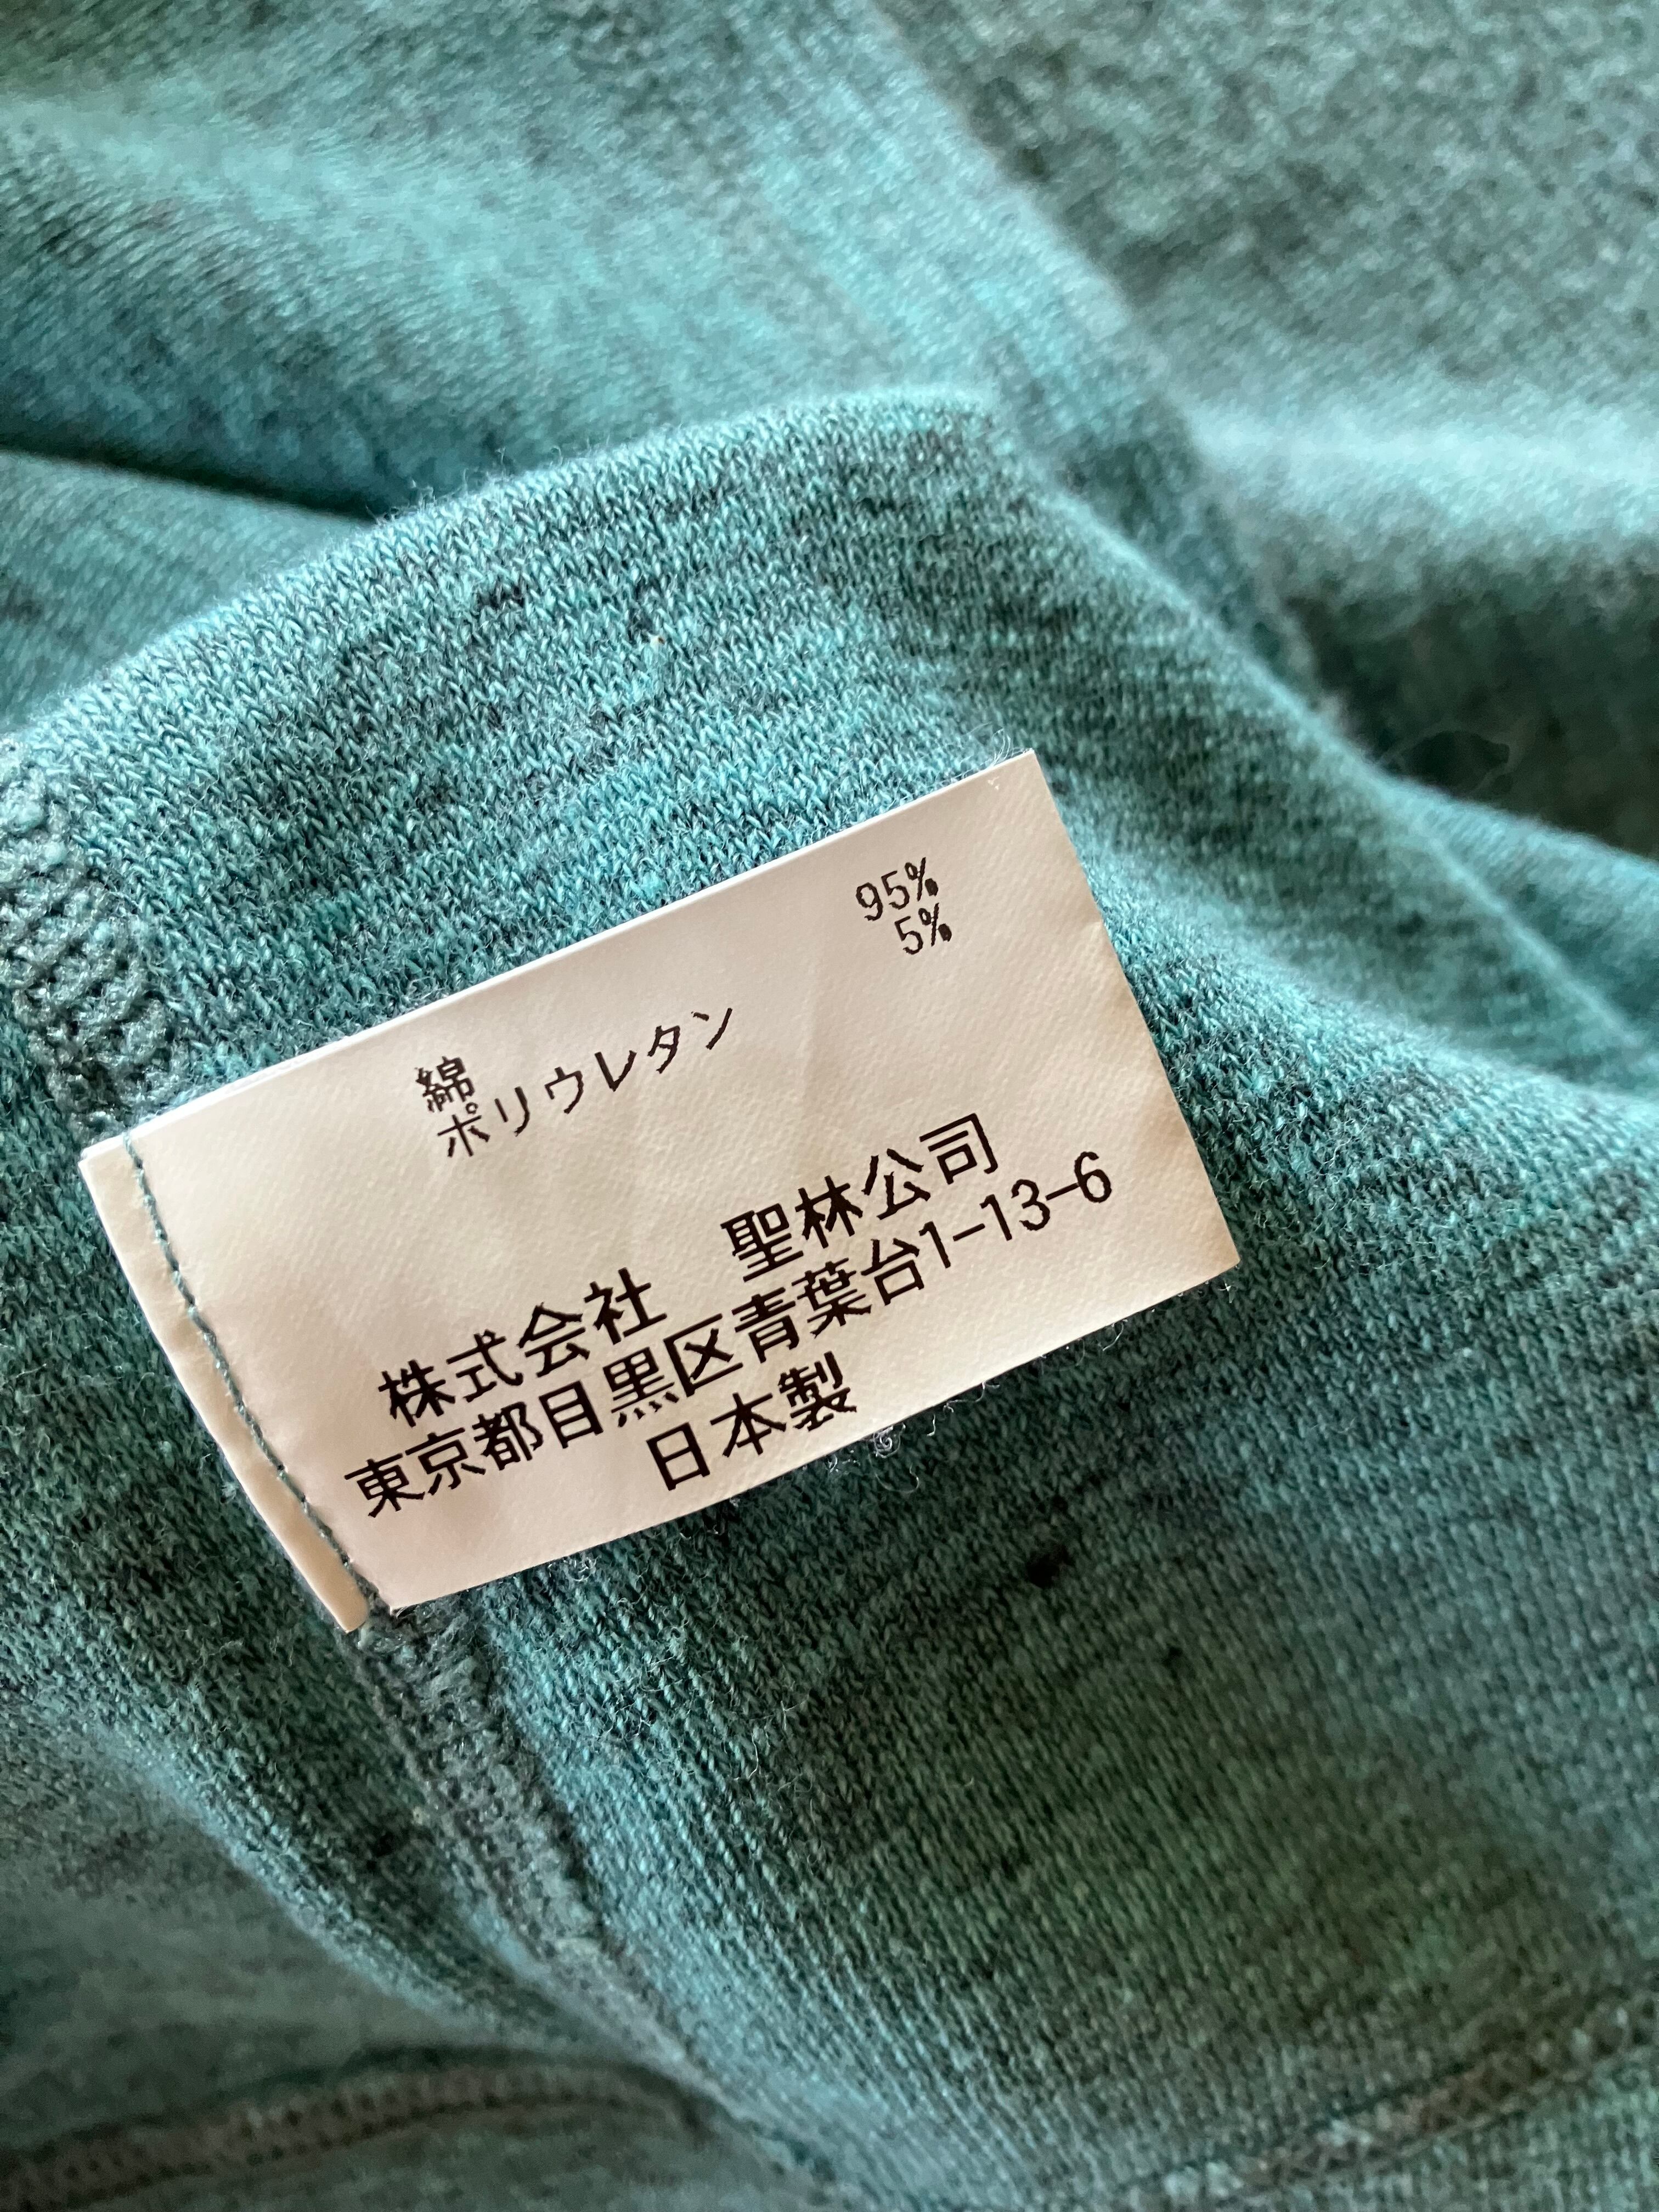 綿 95%
ポリウレタン 5%
株式会社 聖林公司
東京都目黒区青葉台1-13-6
日本製